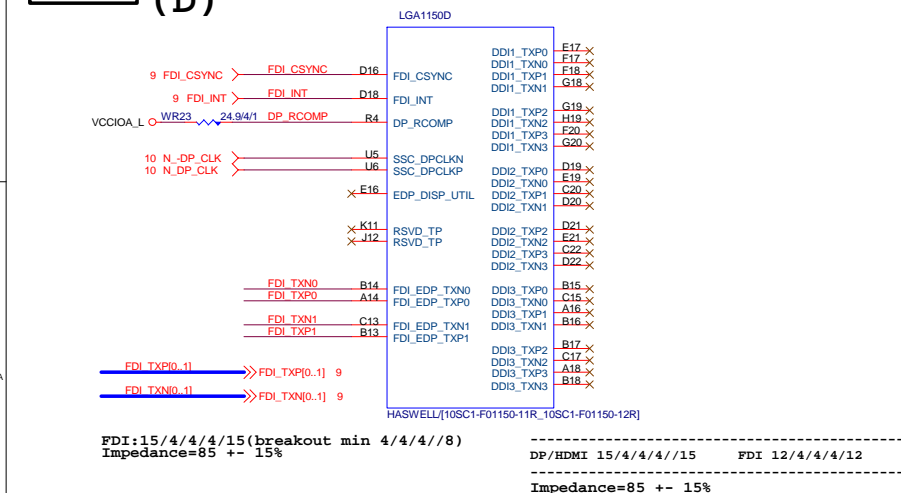 (D)
LGA1150D
9 FDI_CSYNC FDI_CSYNC D16 FDI_CSYNC
9 FDI_INT FDI_INT D18 FDI_INT
VCCIOA_L WR23 24.9/4/1 DP_RCOMP R4 DP_RCOMP
10 N_-DP_CLK U5 SSC_DPCLKN
10 N_DP_CLK U6 SSC_DPCLKP
E16 EDP_DISP_UTIL
K11 RSVD_TP
J12 RSVD_TP
FDI_TXN0 B14 FDI_EDP_TXN0
FDI_TXP0 A14 FDI_EDP_TXP0
FDI_TXN1 C13 FDI_EDP_TXN1
FDI_TXP1 B13 FDI_EDP_TXP1
DDI1_TXP0 E17
DDI1_TXN0 F17
DDI1_TXP1 F18
DDI1_TXN1 G18
DDI1_TXP2 G19
DDI1_TXN2 H19
DDI1_TXP3 F20
DDI1_TXN3 G20
DDI2_TXP0 D19
DDI2_TXN0 E19
DDI2_TXP1 C20
DDI2_TXN1 D20
DDI2_TXP2 D21
DDI2_TXN2 E21
DDI2_TXP3 C22
DDI2_TXN3 D22
DDI3_TXP0 B15
DDI3_TXN0 C15
DDI3_TXP1 A16
DDI3_TXN1 B16
DDI3_TXP2 B17
DDI3_TXN2 C17
DDI3_TXP3 A18
DDI3_TXN3 B18
FDI_TXP[0..1] FDI_TXP[0..1] 9
FDI_TXN[0..1] FDI_TXN[0..1] 9
A
HASWELL/[10SC1-F01150-11R_10SC1-F01150-12R]
FDI:15/4/4/4/15(breakout min 4/4/4//8)
Impedance=85 +- 15%
DP/HDMI 15/4/4/4//15 FDI 12/4/4/4/12
Impedance=85 +- 15%